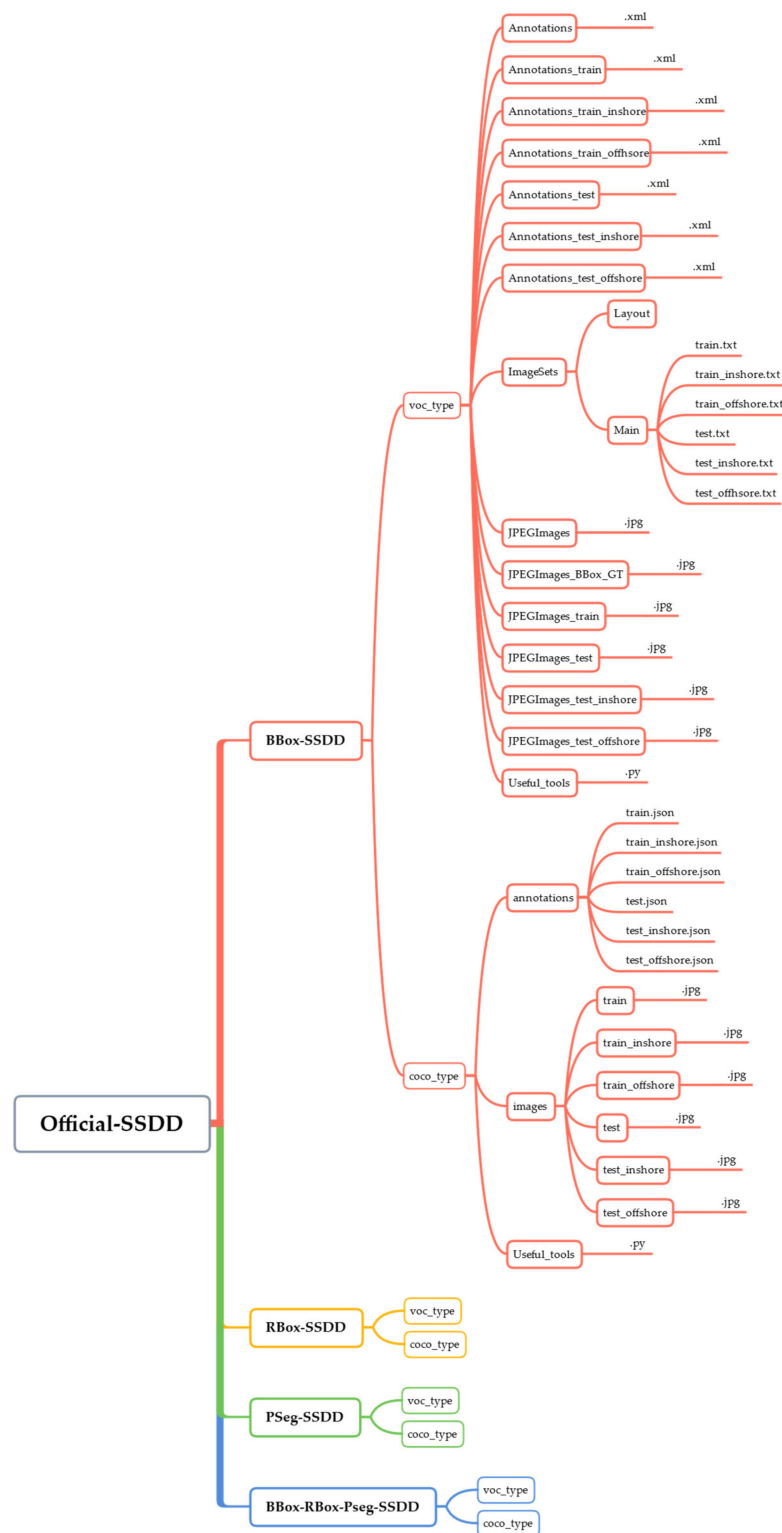 Annotations
.xml
Annotations_train
.xml
Annotations_train_inshore
.xml
Annotations_train_offhsore
.xml
Annotations_test
.xml
Annotations_test_inshore
.xml
Annotations_test_offshore
.xml
Layout
ImageSets
train.txt
train_inshore.txt
train_offshore.txt
Main
test.txt
test_inshore.txt
test_offhsore.txt
voc_type
JPEGImages
.jpg
JPEGImages_BBox_GT
.jpg
JPEGImages_train
.jpg
JPEGImages_test
.jpg
JPEGImages_test_inshore
.jpg
JPEGImages_test_offshore
.jpg
Useful_tools
.py
BBox-SSDD
train.json
train_inshore.json
train_offshore.json
annotations
test.json
test_inshore.json
test_offshore.json
train
.jpg
train_inshore
.jpg
train_offshore
.jpg
coco_type
images
test
.jpg
test_inshore
.jpg
test_offshore
.jpg
Useful_tools
.py
Official-SSDD
RBox-SSDD
voc_type
coco_type
PSeg-SSDD
voc_type
coco_type
BBox-RBox-Pseg-SSDD
voc_type
coco_type